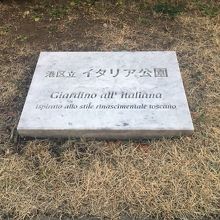 港区立 イタリア公園
Giardino all' italiana
ispirato allo stile rinascimentale toscano